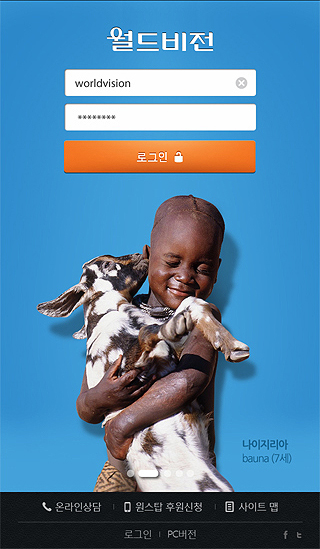 월드비전
worldvision
********
로그인
나이지리아
bauna (7세)
온라인상담 | 원스탑 후원신청 | 사이트 맵
로그인 | PC버전
f t